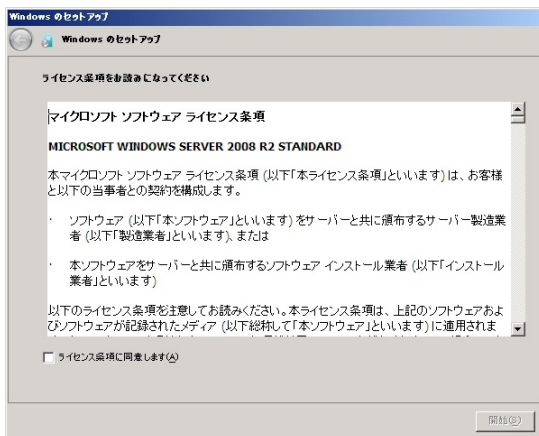 Windows のセットアップ
Windows のセットアップ
ライセンス条項をお読みになってください
マイクロソフト ソフトウェア ライセンス条項
MICROSOFT WINDOWS SERVER 2008 R2 STANDARD
本マイクロソフト ソフトウェア ライセンス条項 (以下「本ライセンス条項」といいます) は、お客様
と以下の当事者との契約を構成します。
· ソフトウェア (以下「本ソフトウェア」といいます) をサーバーと共に頒布するサーバー製造業
者 (以下「製造業者」といいます)、または
· 本ソフトウェアをサーバーと共に頒布するソフトウェア インストール業者 (以下「インストール
業者」といいます)
以下のライセンス条項を注意してお読みください。本ライセンス条項は、上記のソフトウェアおよ
びソフトウェアが記録されたメディア (以下総称して「本ソフトウェア」といいます) に適用されま
ライセンス条項に同意します(A)
開始(S)